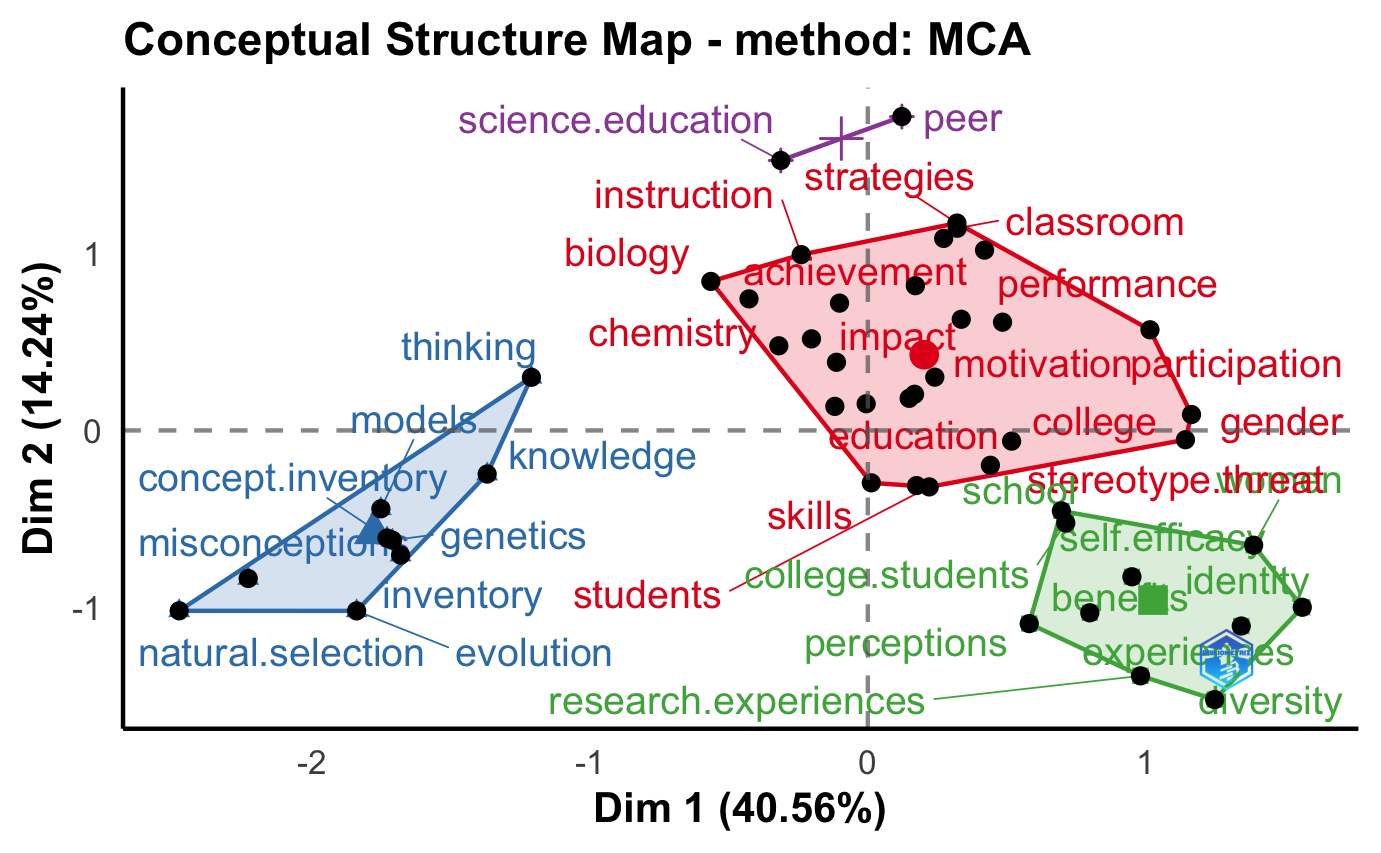 Conceptual Structure Map - method: MCA
science.education
peer
strategies
instruction
classroom
biology
achievement
performance
chemistry
impact
thinking
motivation
participation
models
college
gender
education
knowledge
concept.inventory
stereotype.threat
women
school
skills
misconception
genetics
self.efficacy
college.students
identity
students
inventory
benefits
perceptions
natural.selection
evolution
experiences
research.experiences
diversity
1
0
-1
-2
-1
0
1
Dim 1 (40.56%)
Dim 2 (14.24%)